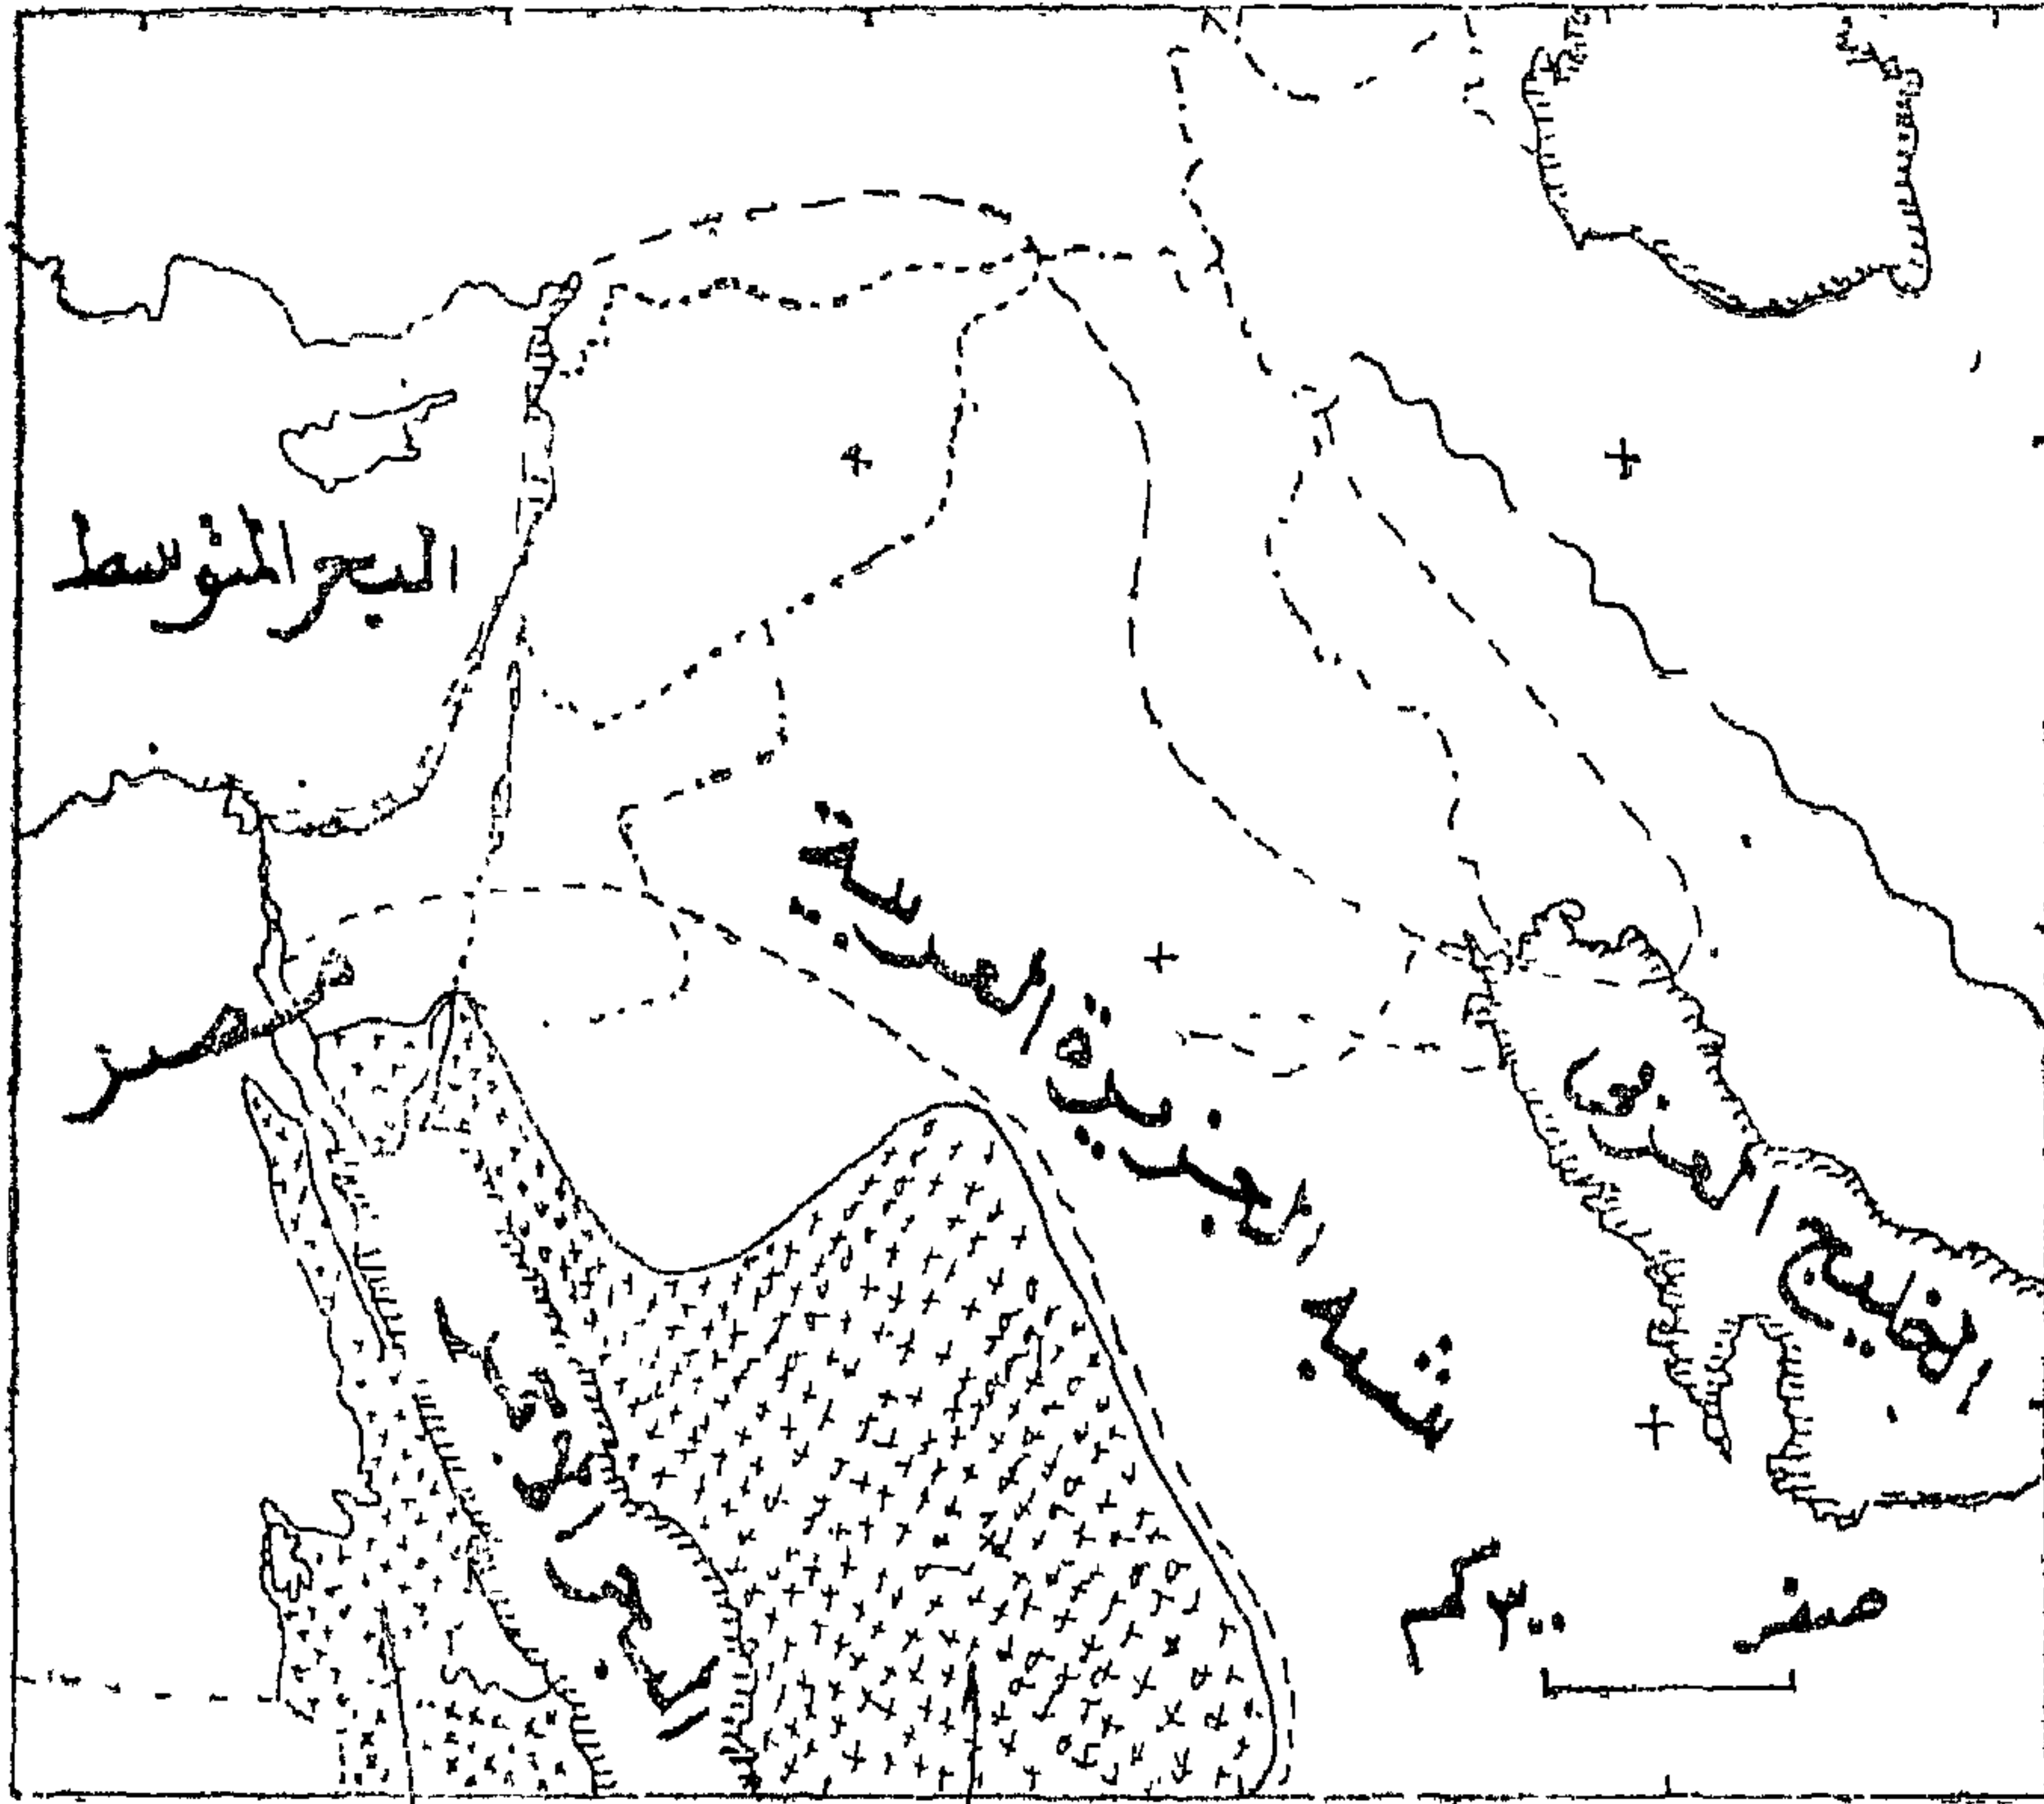 البحر المتوسط
مصر
شبه الجزيرة العربية
الخليج العربي
البحر الأحمر
صفر ٣٠٠ كم